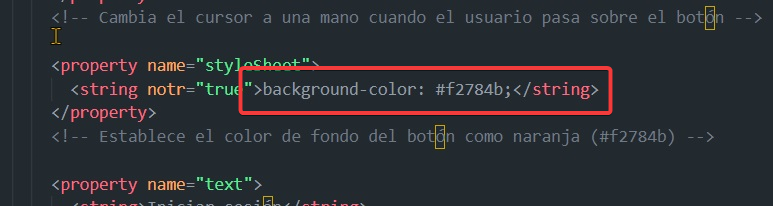 <!-- Cambia el cursor a una mano cuando el usuario pasa sobre el botón -->
<property name="styleSheet">
<string notr="true">background-color: #f2784b;</string>
</property>
<!-- Establece el color de fondo del botón como naranja (#f2784b) -->
<property name="text">
<string>Iniciar sesión</string>